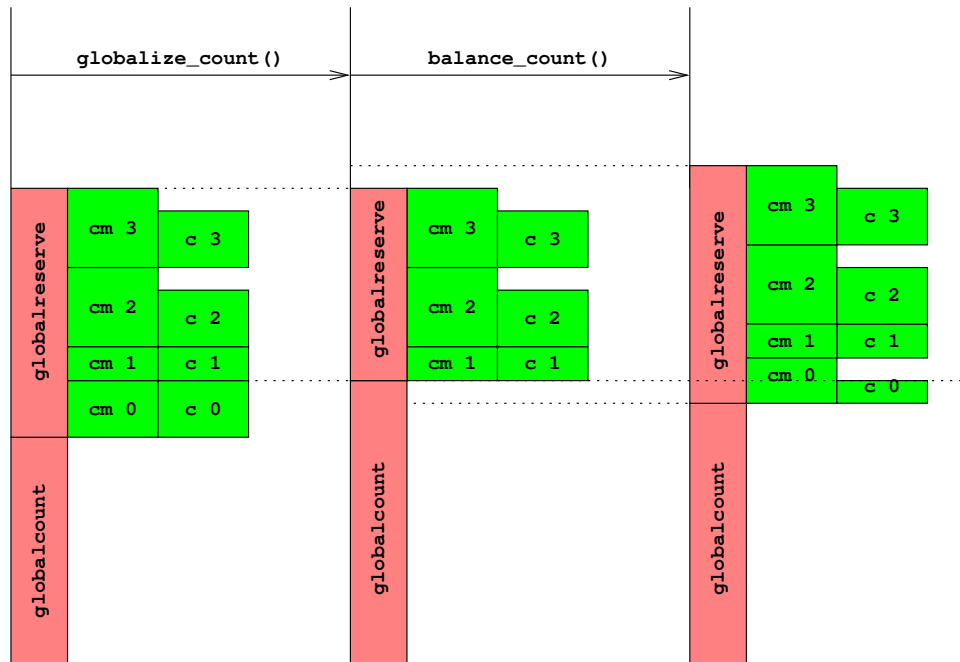 globalize_count()
balance_count()
globalreserve
cm 3
c 3
cm 2
c 2
cm 1
c 1
cm 0
c 0
globalcount
globalreserve
cm 3
c 3
cm 2
c 2
cm 1
c 1
globalcount
globalreserve
cm 3
c 3
cm 2
c 2
cm 1
c 1
cm 0
c 0
globalcount